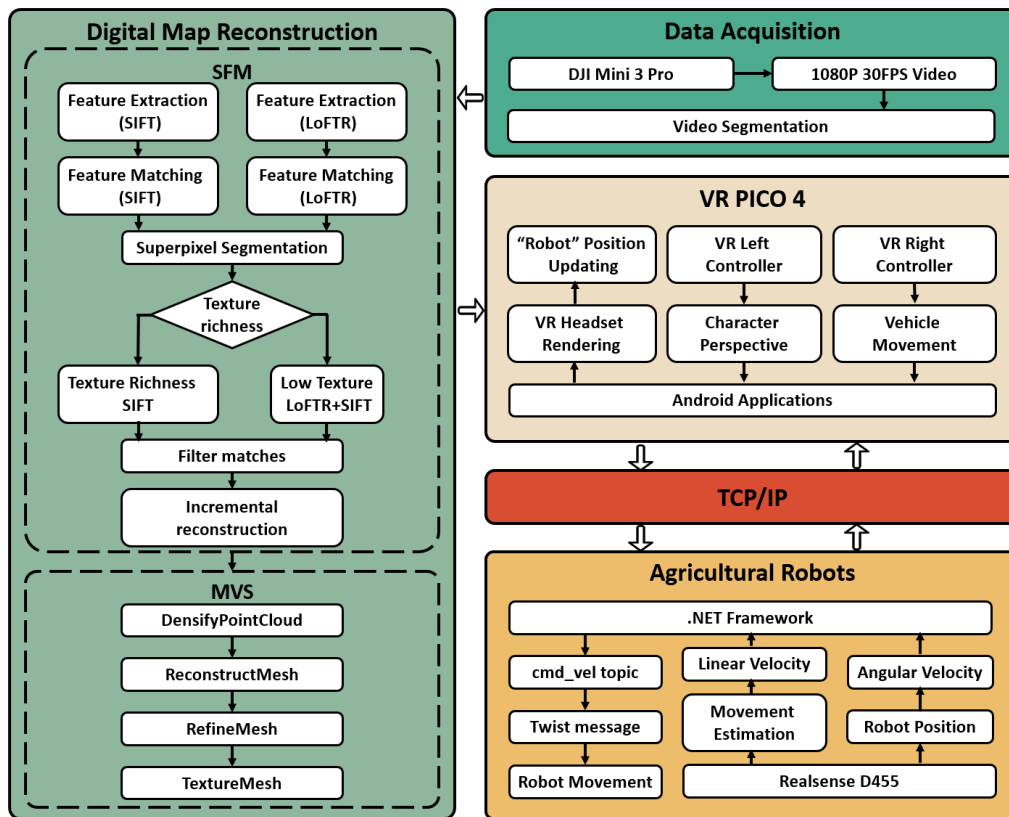 Digital Map Reconstruction
SFM
Feature Extraction
(SIFT)
Feature Extraction
(LoFTR)
Feature Matching
(SIFT)
Feature Matching
(LoFTR)
Superpixel Segmentation
Texture
richness
Texture Richness
SIFT
Low Texture
LoFTR+SIFT
Filter matches
Incremental
reconstruction
MVS
DensifyPointCloud
ReconstructMesh
RefineMesh
TextureMesh
Data Acquisition
DJI Mini 3 Pro
1080P 30FPS Video
Video Segmentation
VR PICO 4
“Robot” Position
Updating
VR Left
Controller
VR Right
Controller
VR Headset
Rendering
Character
Perspective
Vehicle
Movement
Android Applications
TCP/IP
Agricultural Robots
.NET Framework
cmd_vel topic
Linear Velocity
Angular Velocity
Twist message
Movement
Estimation
Robot Position
Robot Movement
Realsense D455